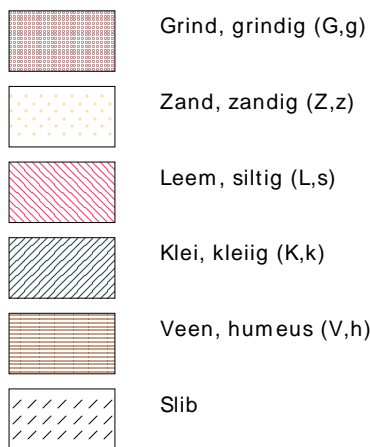 Grind, grindig (G,g)
Zand, zandig (Z,z)
Leem, siltig (L,s)
Klei, kleiig (K,k)
Veen, humeus (V,h)
Slib